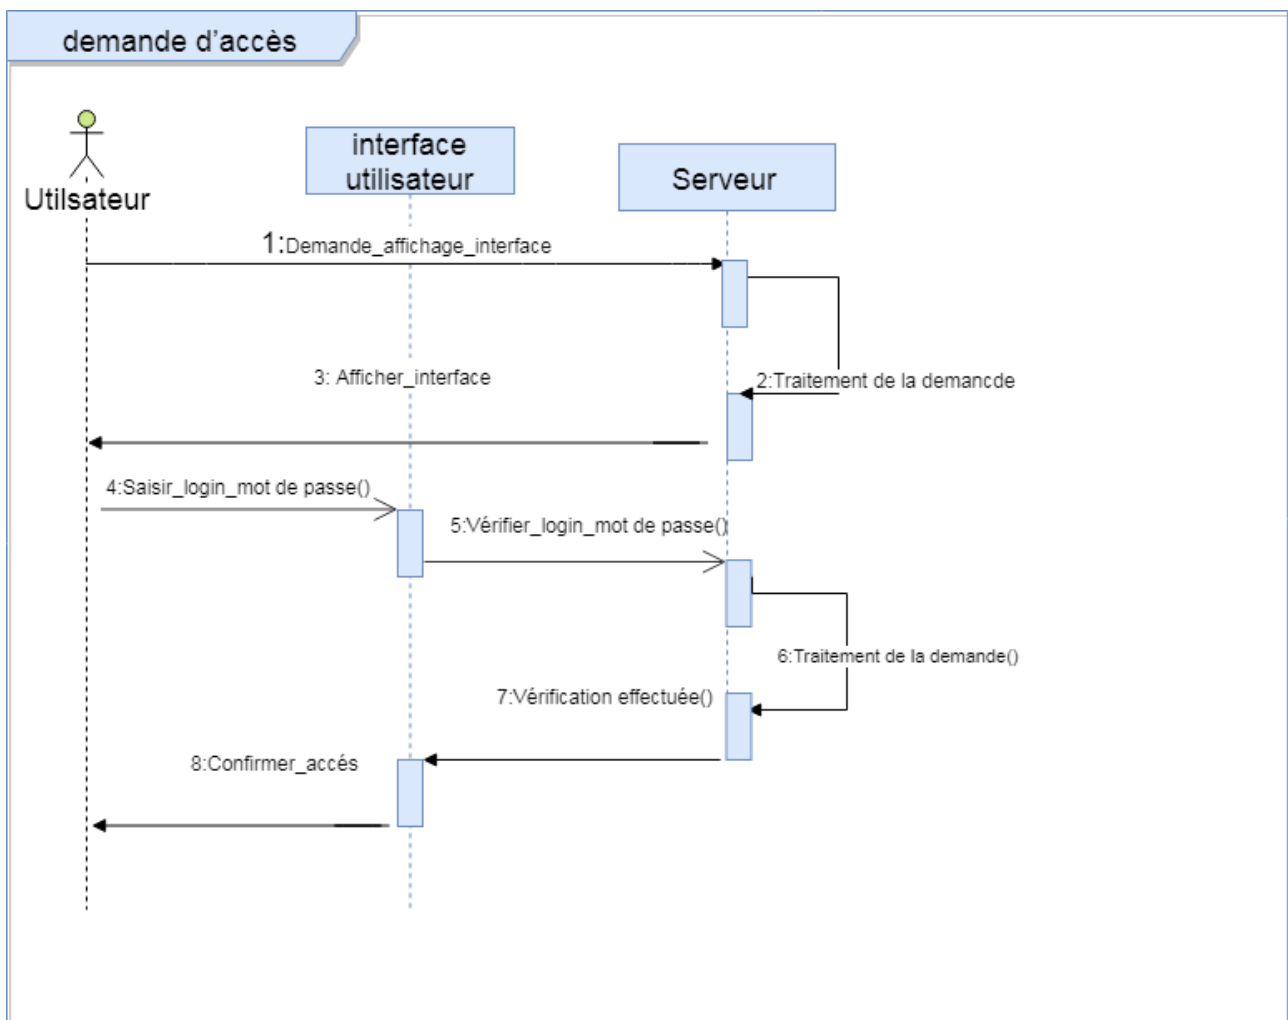 demande d'accès
Utilsateur
interface
utilisateur
Serveur
1:Demande_affichage_interface
3: Afficher_interface
2:Traitement de la demancde
4:Saisir_login_mot de passe()
5:Vérifier_login_mot de passe()
6:Traitement de la demande()
7:Vérification effectuée()
8:Confirmer_accés